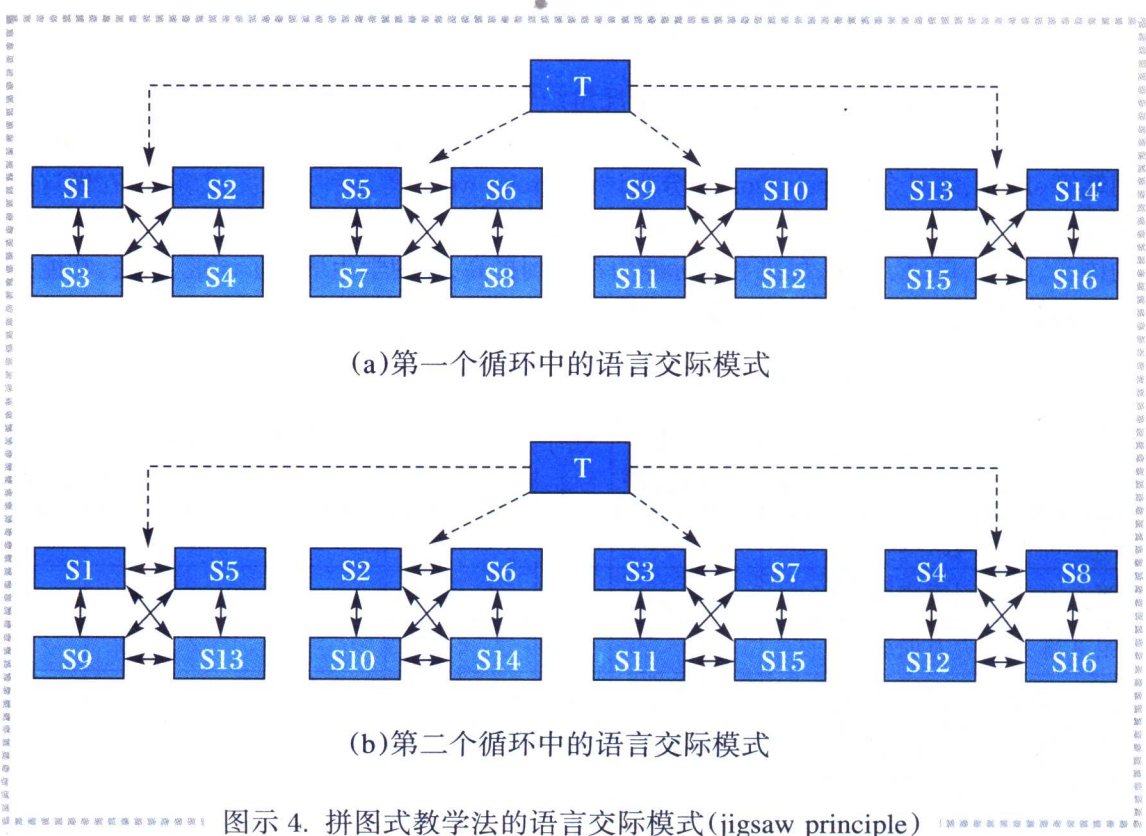 T
S1 S2 S5 S6 S9 S10 S13 S14
S3 S4 S7 S8 S11 S12 S15 S16
(a)第一个循环中的语言交际模式
T
S1 S5 S2 S6 S3 S7 S4 S8
S9 S13 S10 S14 S11 S15 S12 S16
(b)第二个循环中的语言交际模式
图示 4. 拼图式教学法的语言交际模式(jigsaw principle)